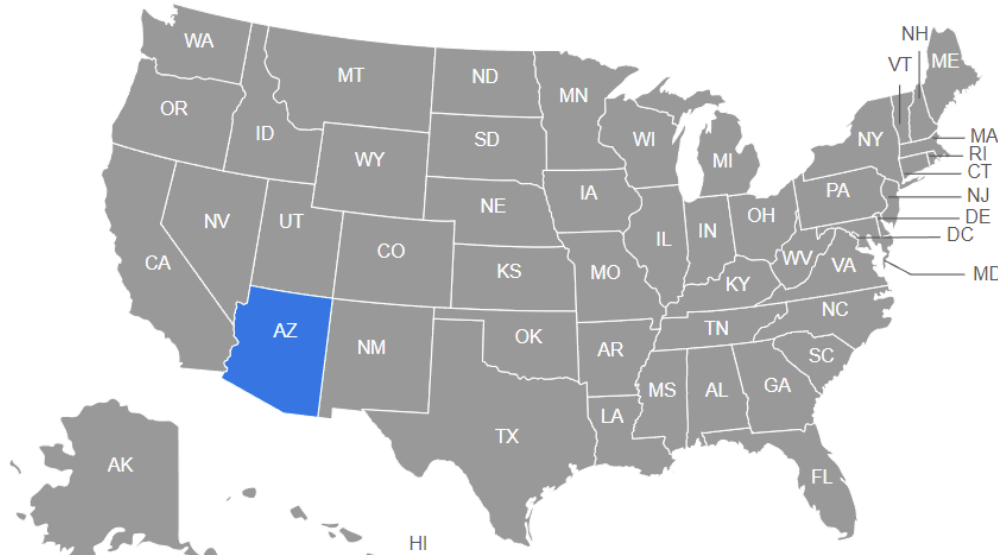 NH
WA
ME
VT
MT
ND
MN
OR
ID
SD
WI
NY
MA
RI
WY
MI
CT
IA
PA
NJ
NE
OH
DE
NV
UT
IL
IN
DC
CO
WV
VA
CA
KS
MO
MD
KY
NC
AZ
TN
OK
NM
AR
SC
MS
AL
GA
LA
TX
AK
FL
HI